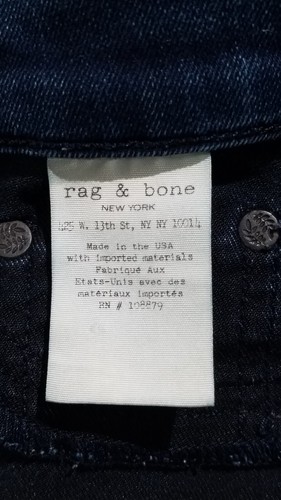 rag & bone
NEW YORK
425 W. 13th St, NY NY 10014
Made in the USA
with imported materials
Fabriqué Aux
Etats-Unis avec des
matériaux importés
RN # 108879